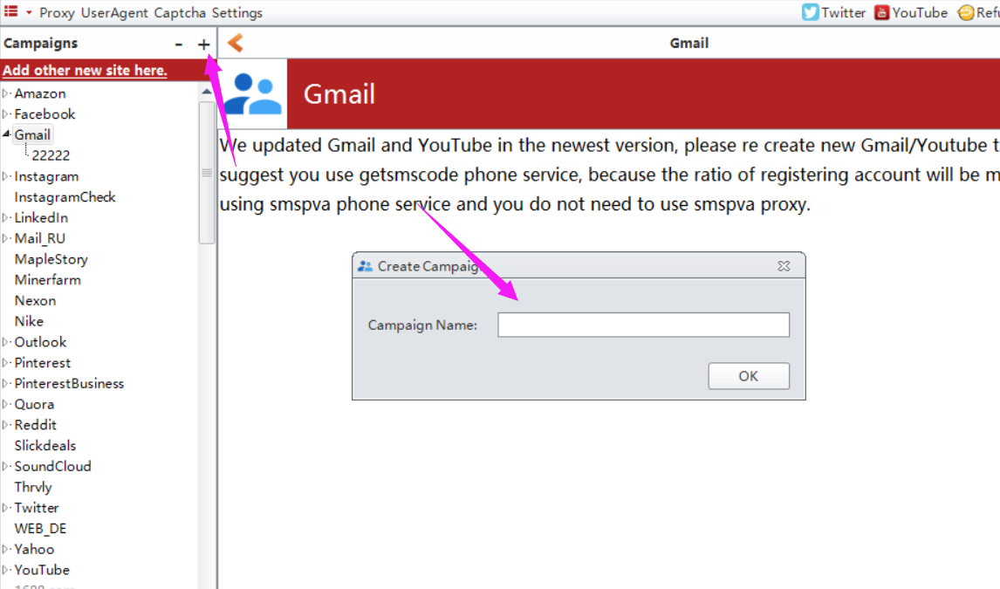 Proxy UserAgent Captcha Settings
Twitter YouTube
Campaigns - +
Gmail
Add other new site here.
Gmail
Amazon
Facebook
Gmail
22222
Instagram
InstagramCheck
LinkedIn
Mail_RU
MapleStory
Minerfarm
Nexon
Nike
Outlook
Pinterest
PinterestBusiness
Quora
Reddit
Slickdeals
SoundCloud
Thrvly
Twitter
WEB_DE
Yahoo
YouTube
We updated Gmail and YouTube in the newest version, please re create new Gmail/Youtube t
suggest you use getsmscode phone service, because the ratio of registering account will be m
using smspva phone service and you do not need to use smspva proxy.
Create Campaign
Campaign Name:
OK